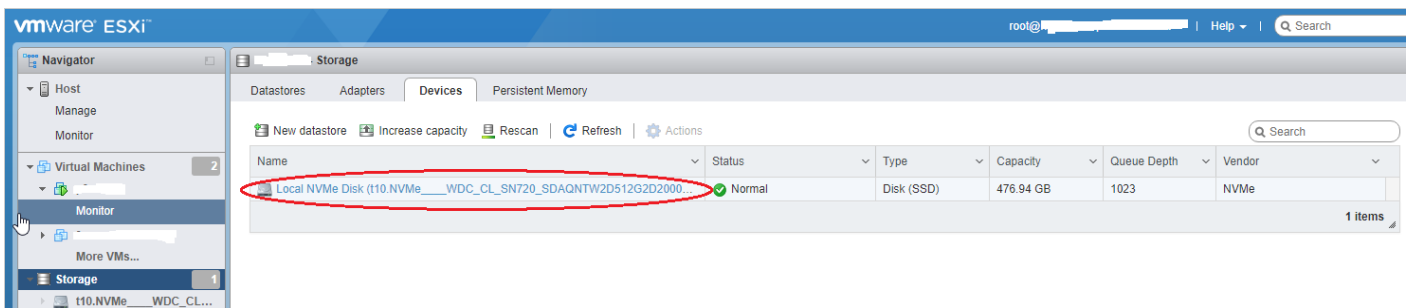 vmware ESXi™
root@
| Help | Search
Navigator
Storage
Host
Manage
Monitor
Datastores Adapters Devices Persistent Memory
New datastore Increase capacity Rescan | Refresh | Actions
Search
Virtual Machines 2
Name Status Type Capacity Queue Depth Vendor
Local NVMe Disk (t10.NVMe____WDC_CL_SN720_SDAQNTW2D512G2D2000... Normal Disk (SSD) 476.94 GB 1023 NVMe
1 items
Monitor
More VMs...
Storage 1
t10.NVMe____WDC_CL...